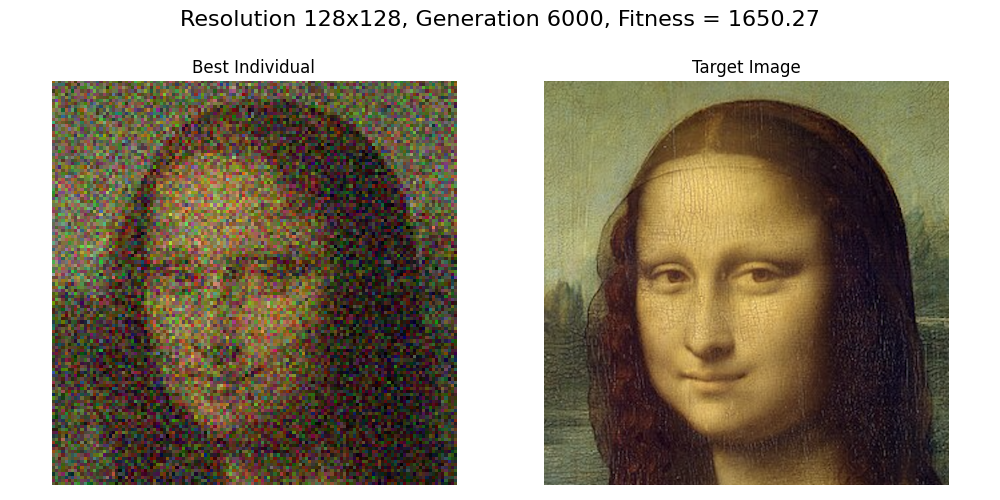 Resolution 128x128, Generation 6000, Fitness = 1650.27
Best Individual
Target Image